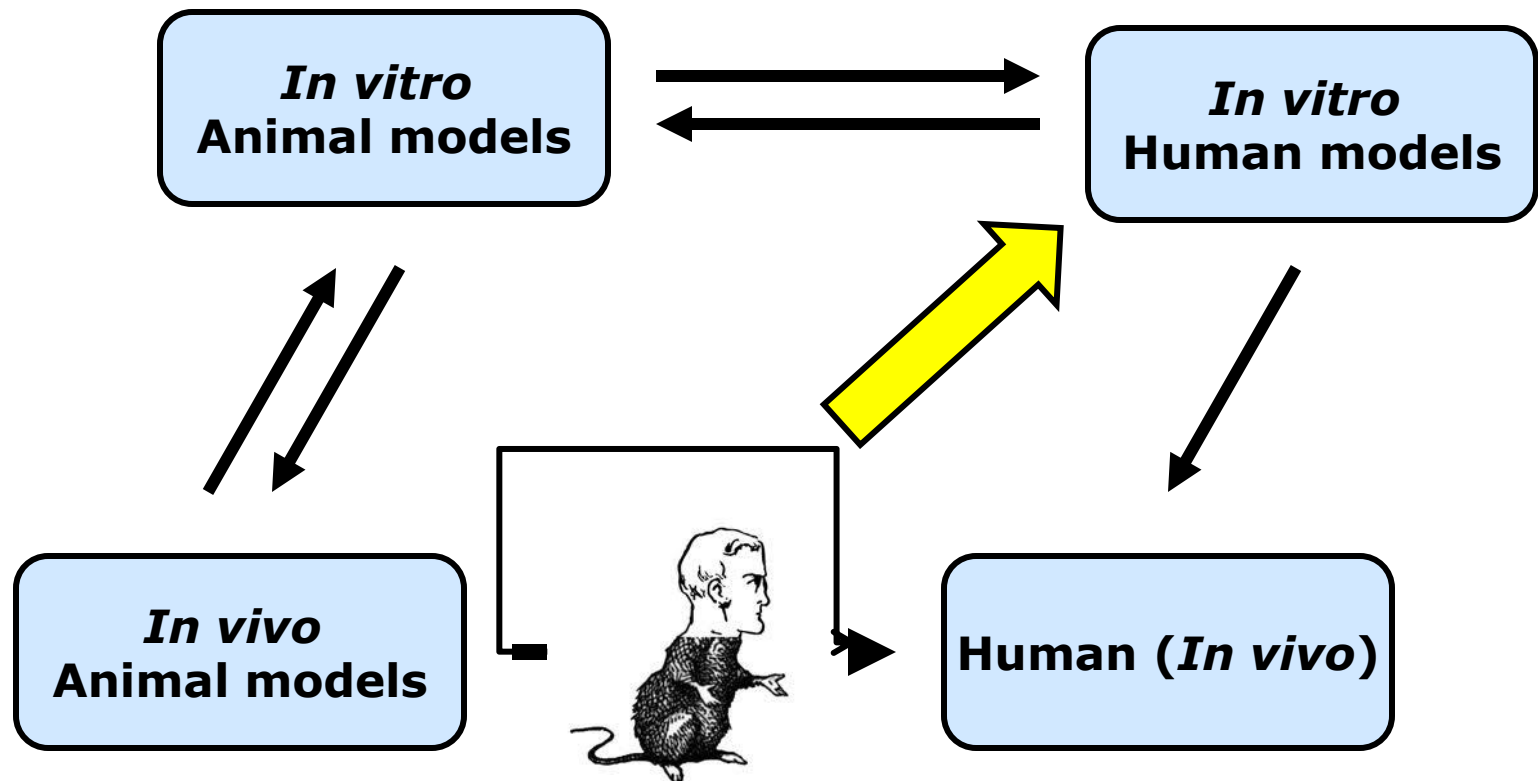 In vitro
Animal models
In vitro
Human models
In vivo
Animal models
Human (In vivo)